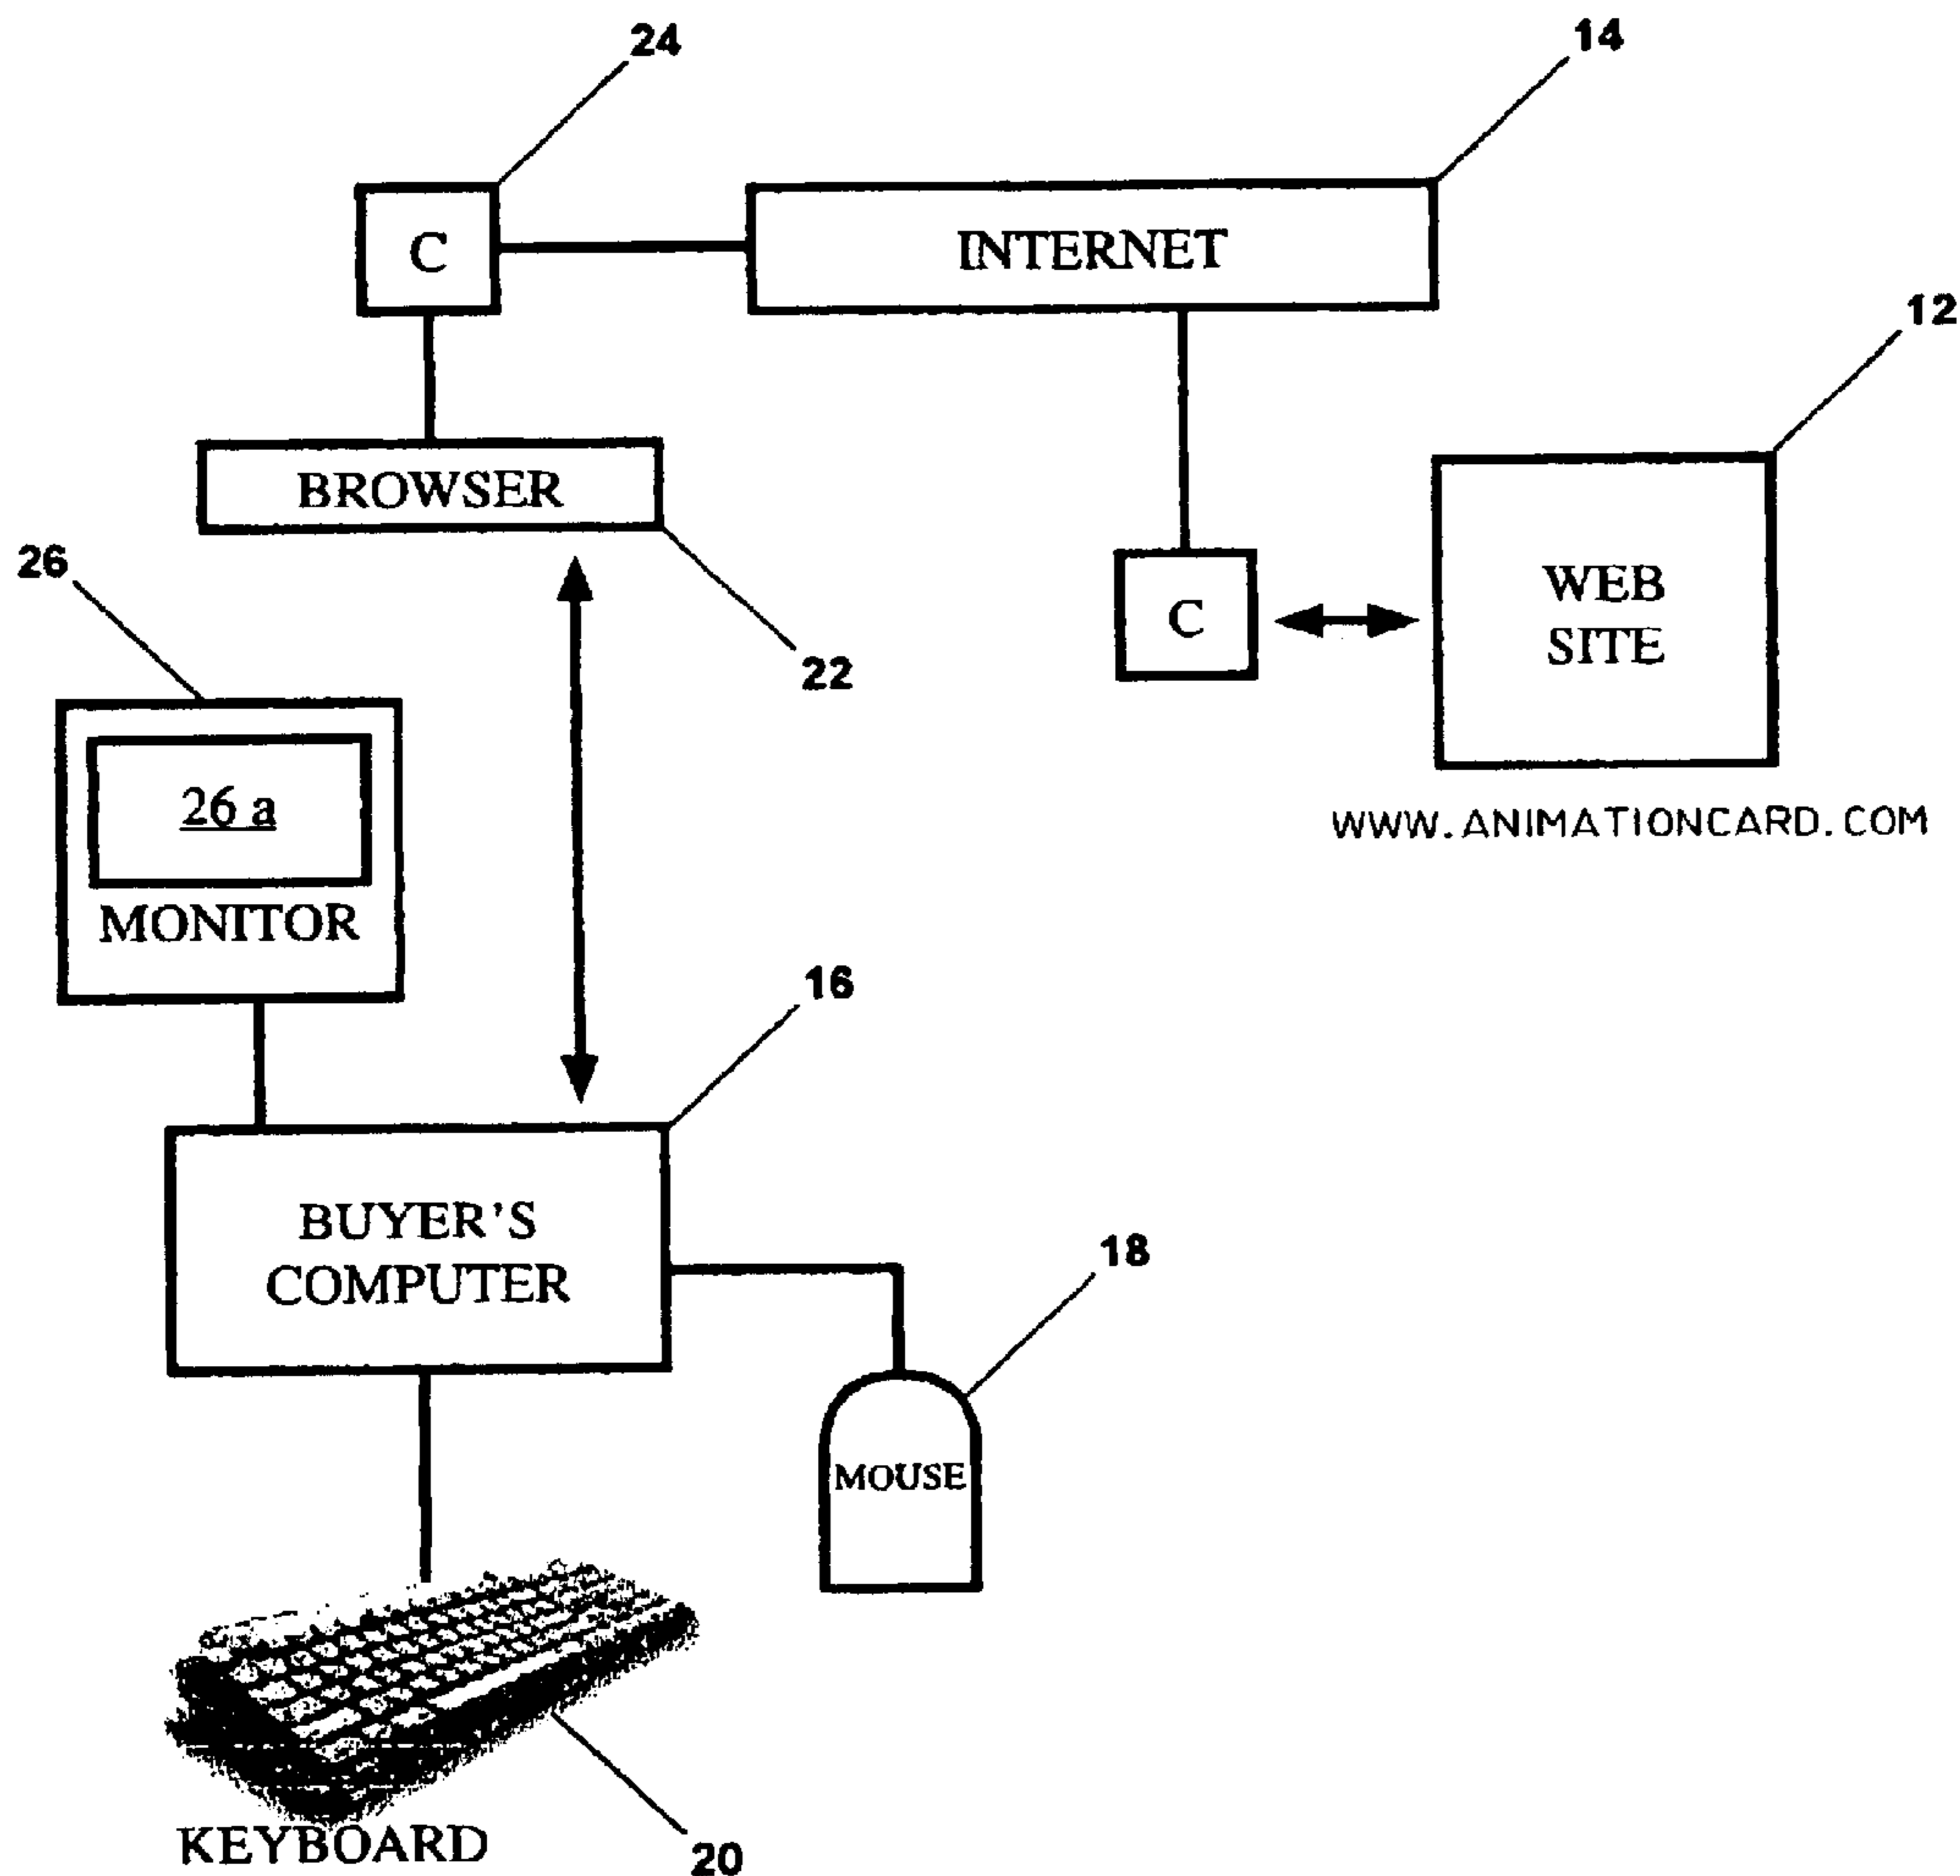 24
14
C
INTERNET
12
BROWSER
26
22
C
WEB
SITE
26 a
MONITOR
WWW.ANIMATIONCARD.COM
16
BUYER'S
COMPUTER
18
MOUSE
KEYBOARD
20